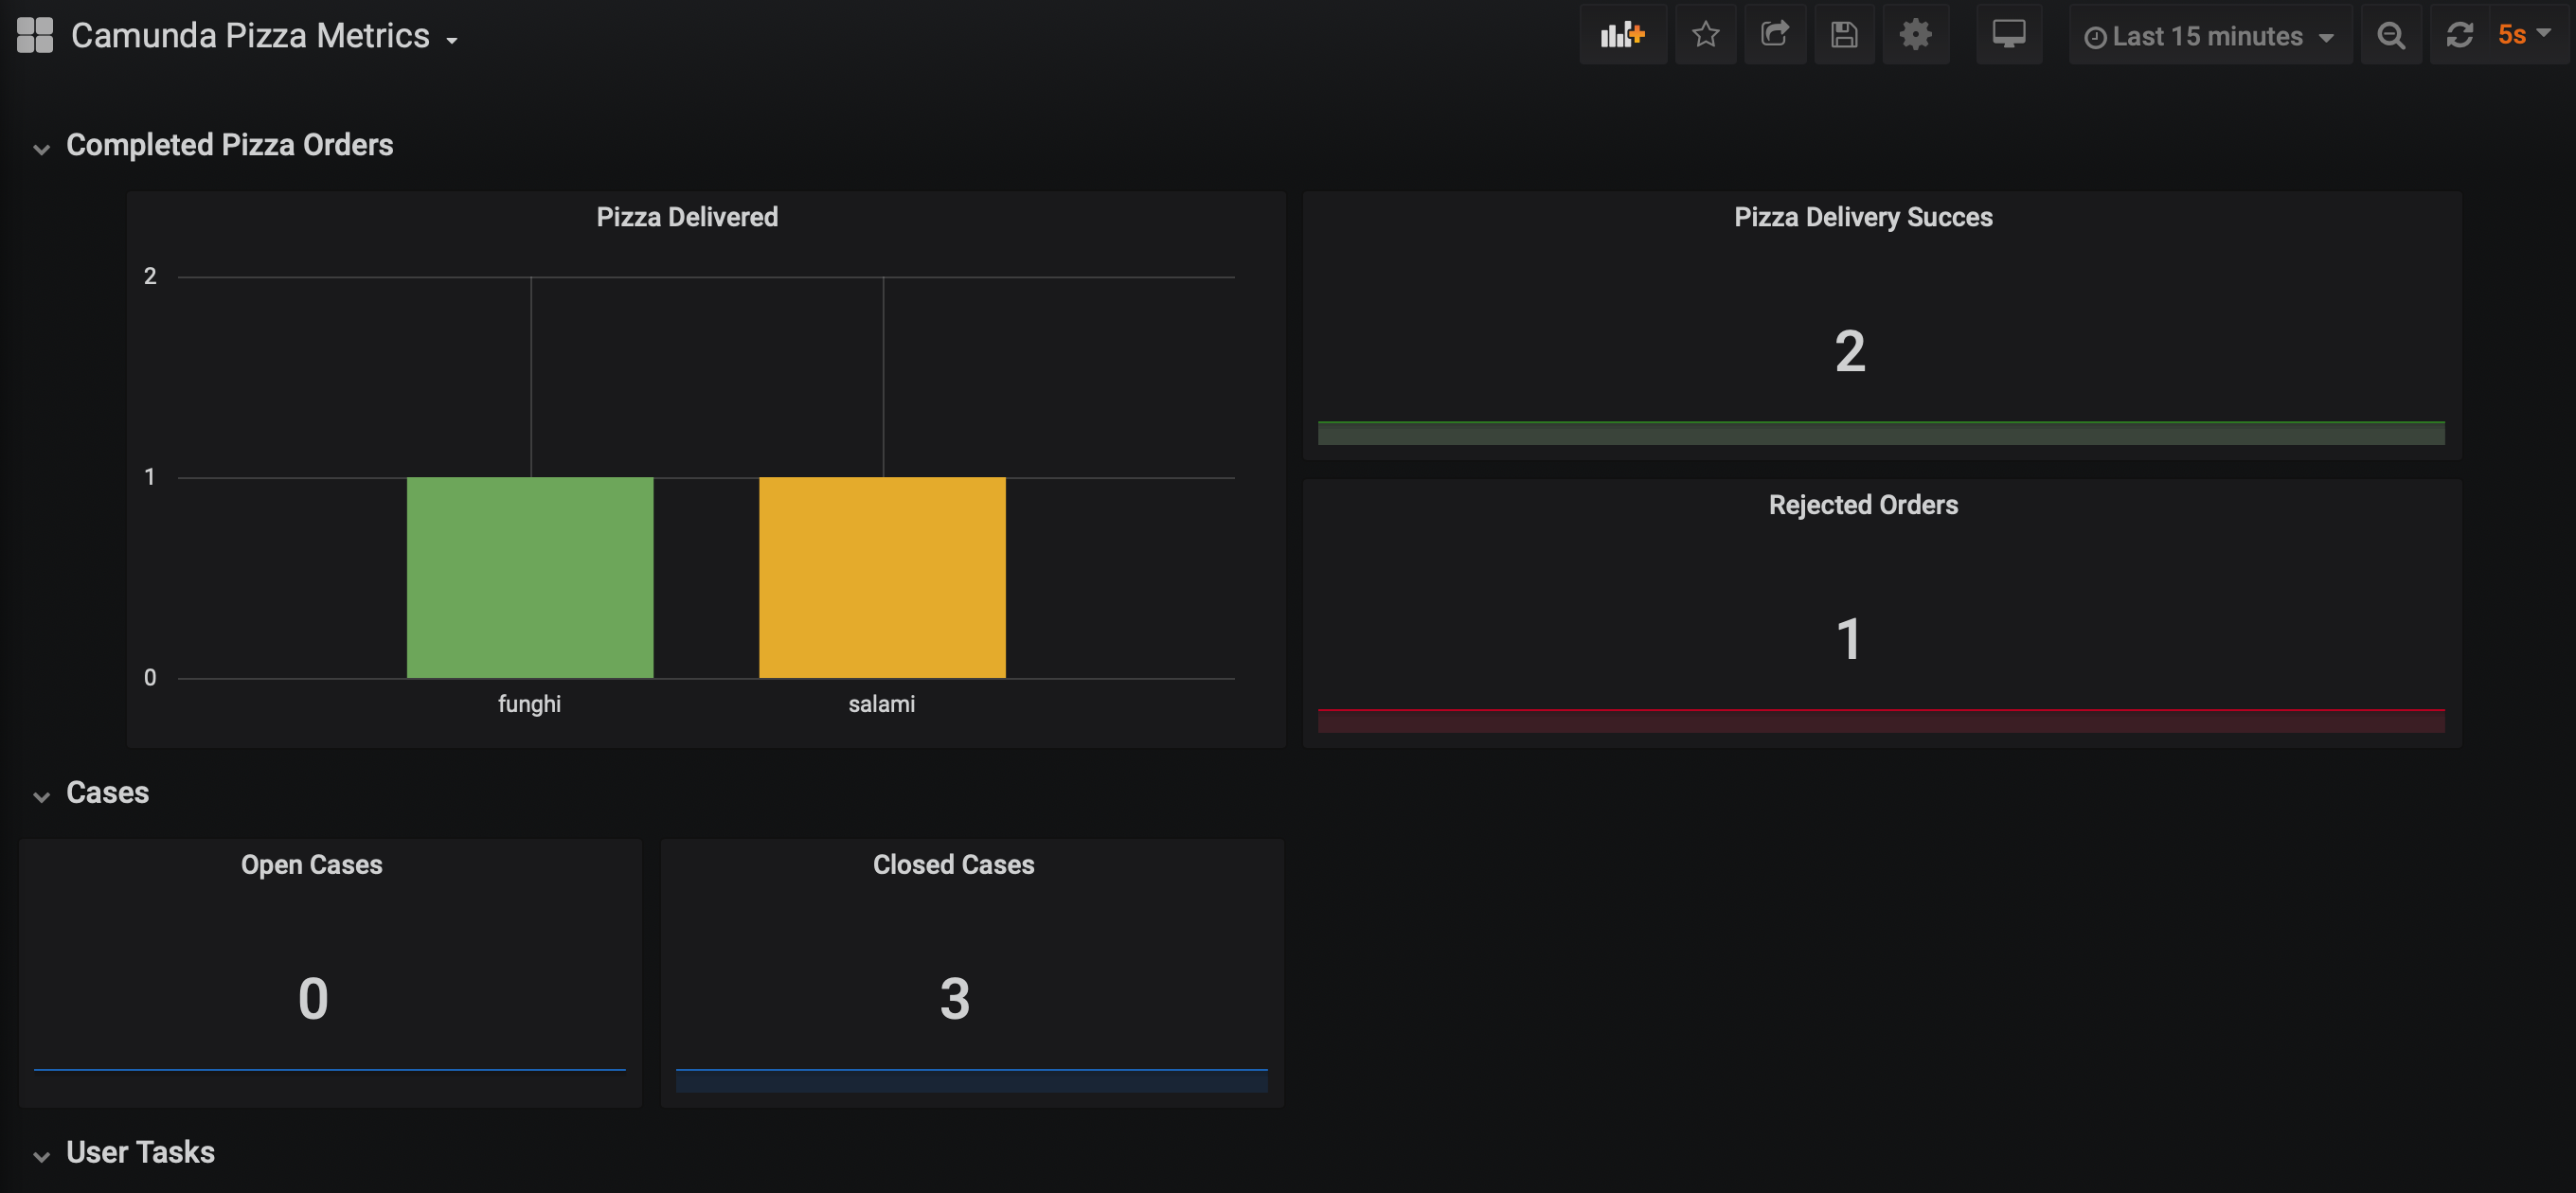 Camunda Pizza Metrics
Last 15 minutes
5s
Completed Pizza Orders
Pizza Delivered
2
1
0
funghi
salami
Pizza Delivery Succes
2
Rejected Orders
1
Cases
Open Cases
0
Closed Cases
3
User Tasks